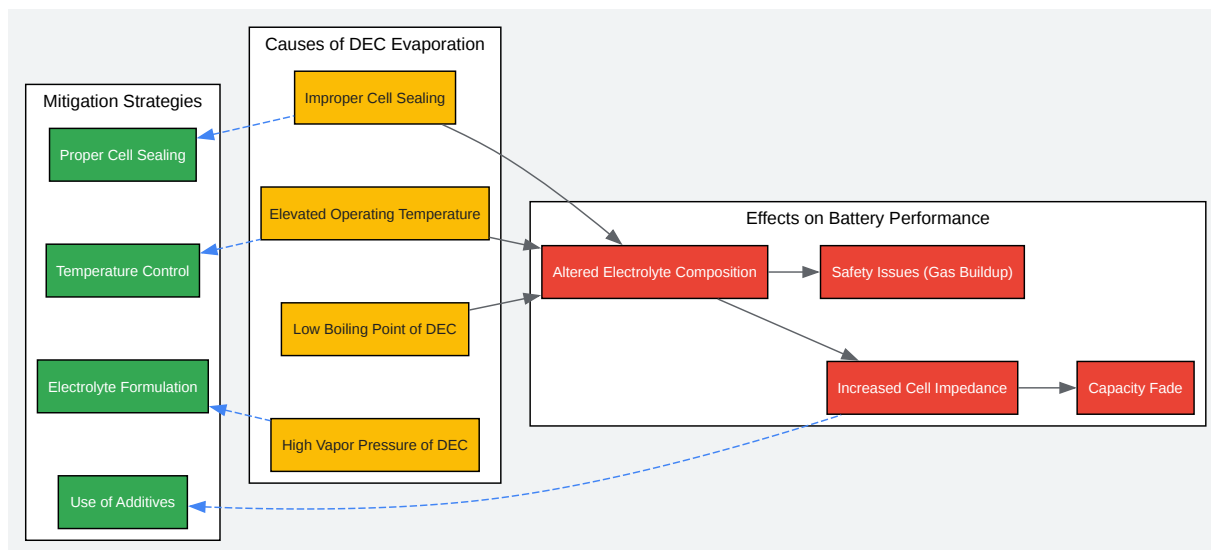 Mitigation Strategies
Proper Cell Sealing
Temperature Control
Electrolyte Formulation
Use of Additives
Causes of DEC Evaporation
Improper Cell Sealing
Elevated Operating Temperature
Low Boiling Point of DEC
High Vapor Pressure of DEC
Effects on Battery Performance
Altered Electrolyte Composition
Safety Issues (Gas Buildup)
Increased Cell Impedance
Capacity Fade